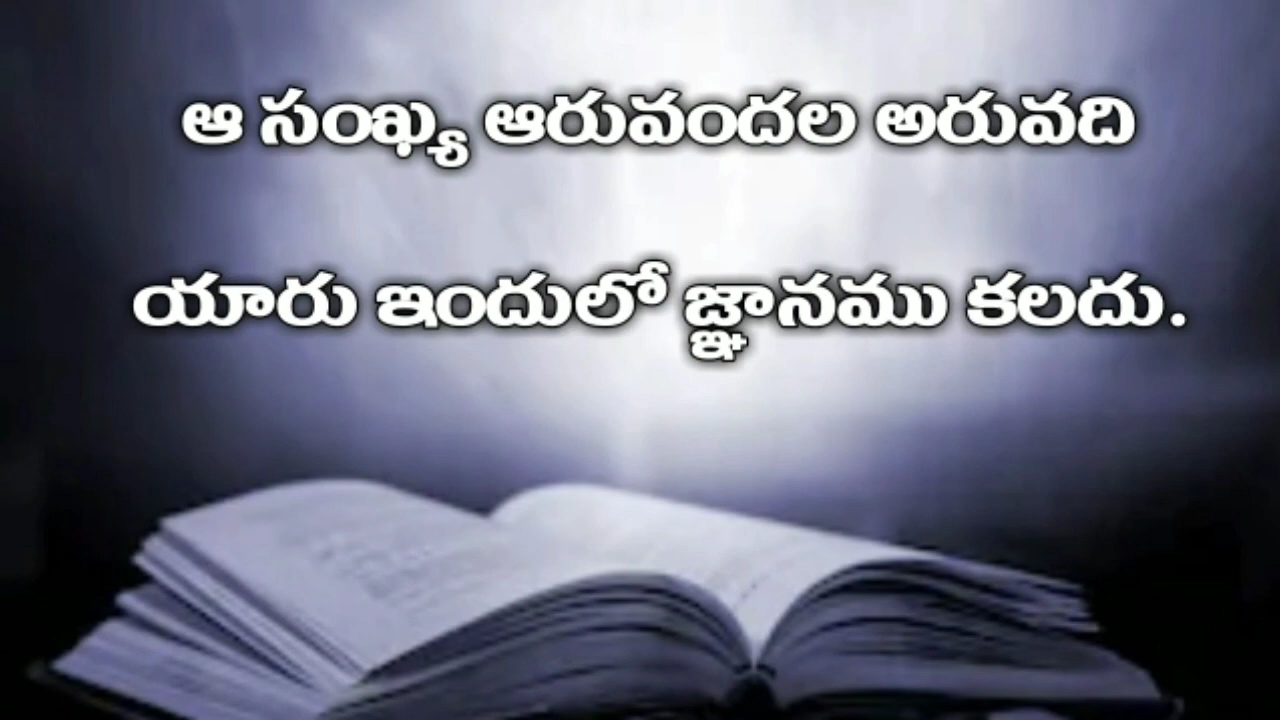 ఆ సంఖ్య ఆరువందల అరువది
యారు ఇందులో జ్ఞానము కలదు.